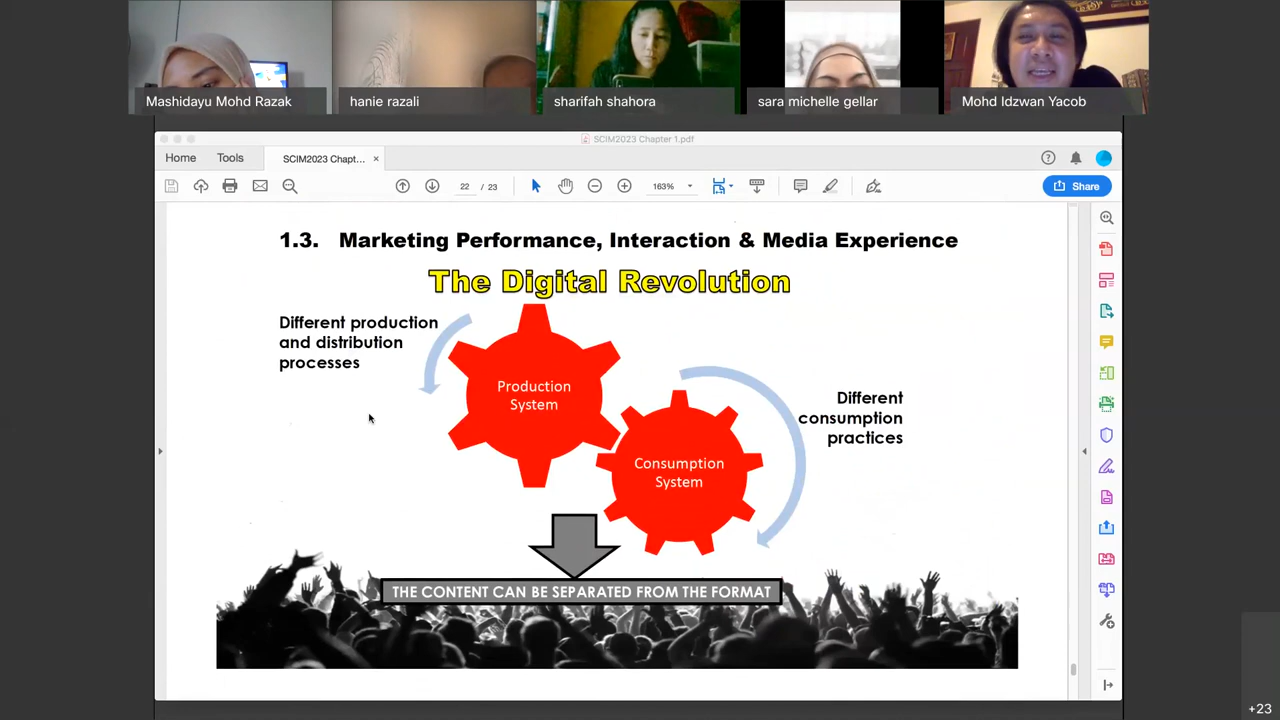 Mashidayu Mohd Razak
hanie razali
sharifah shahora
sara michelle gellar
Mohd Idzwan Yacob
SCIM2023 Chapter 1.pdf
Home
Tools
SCIM2023 Chapt...
22 / 23
163%
Share
1.3. Marketing Performance, Interaction & Media Experience
The Digital Revolution
Different production
and distribution
processes
Production
System
Different
consumption
practices
Consumption
System
THE CONTENT CAN BE SEPARATED FROM THE FORMAT
+23